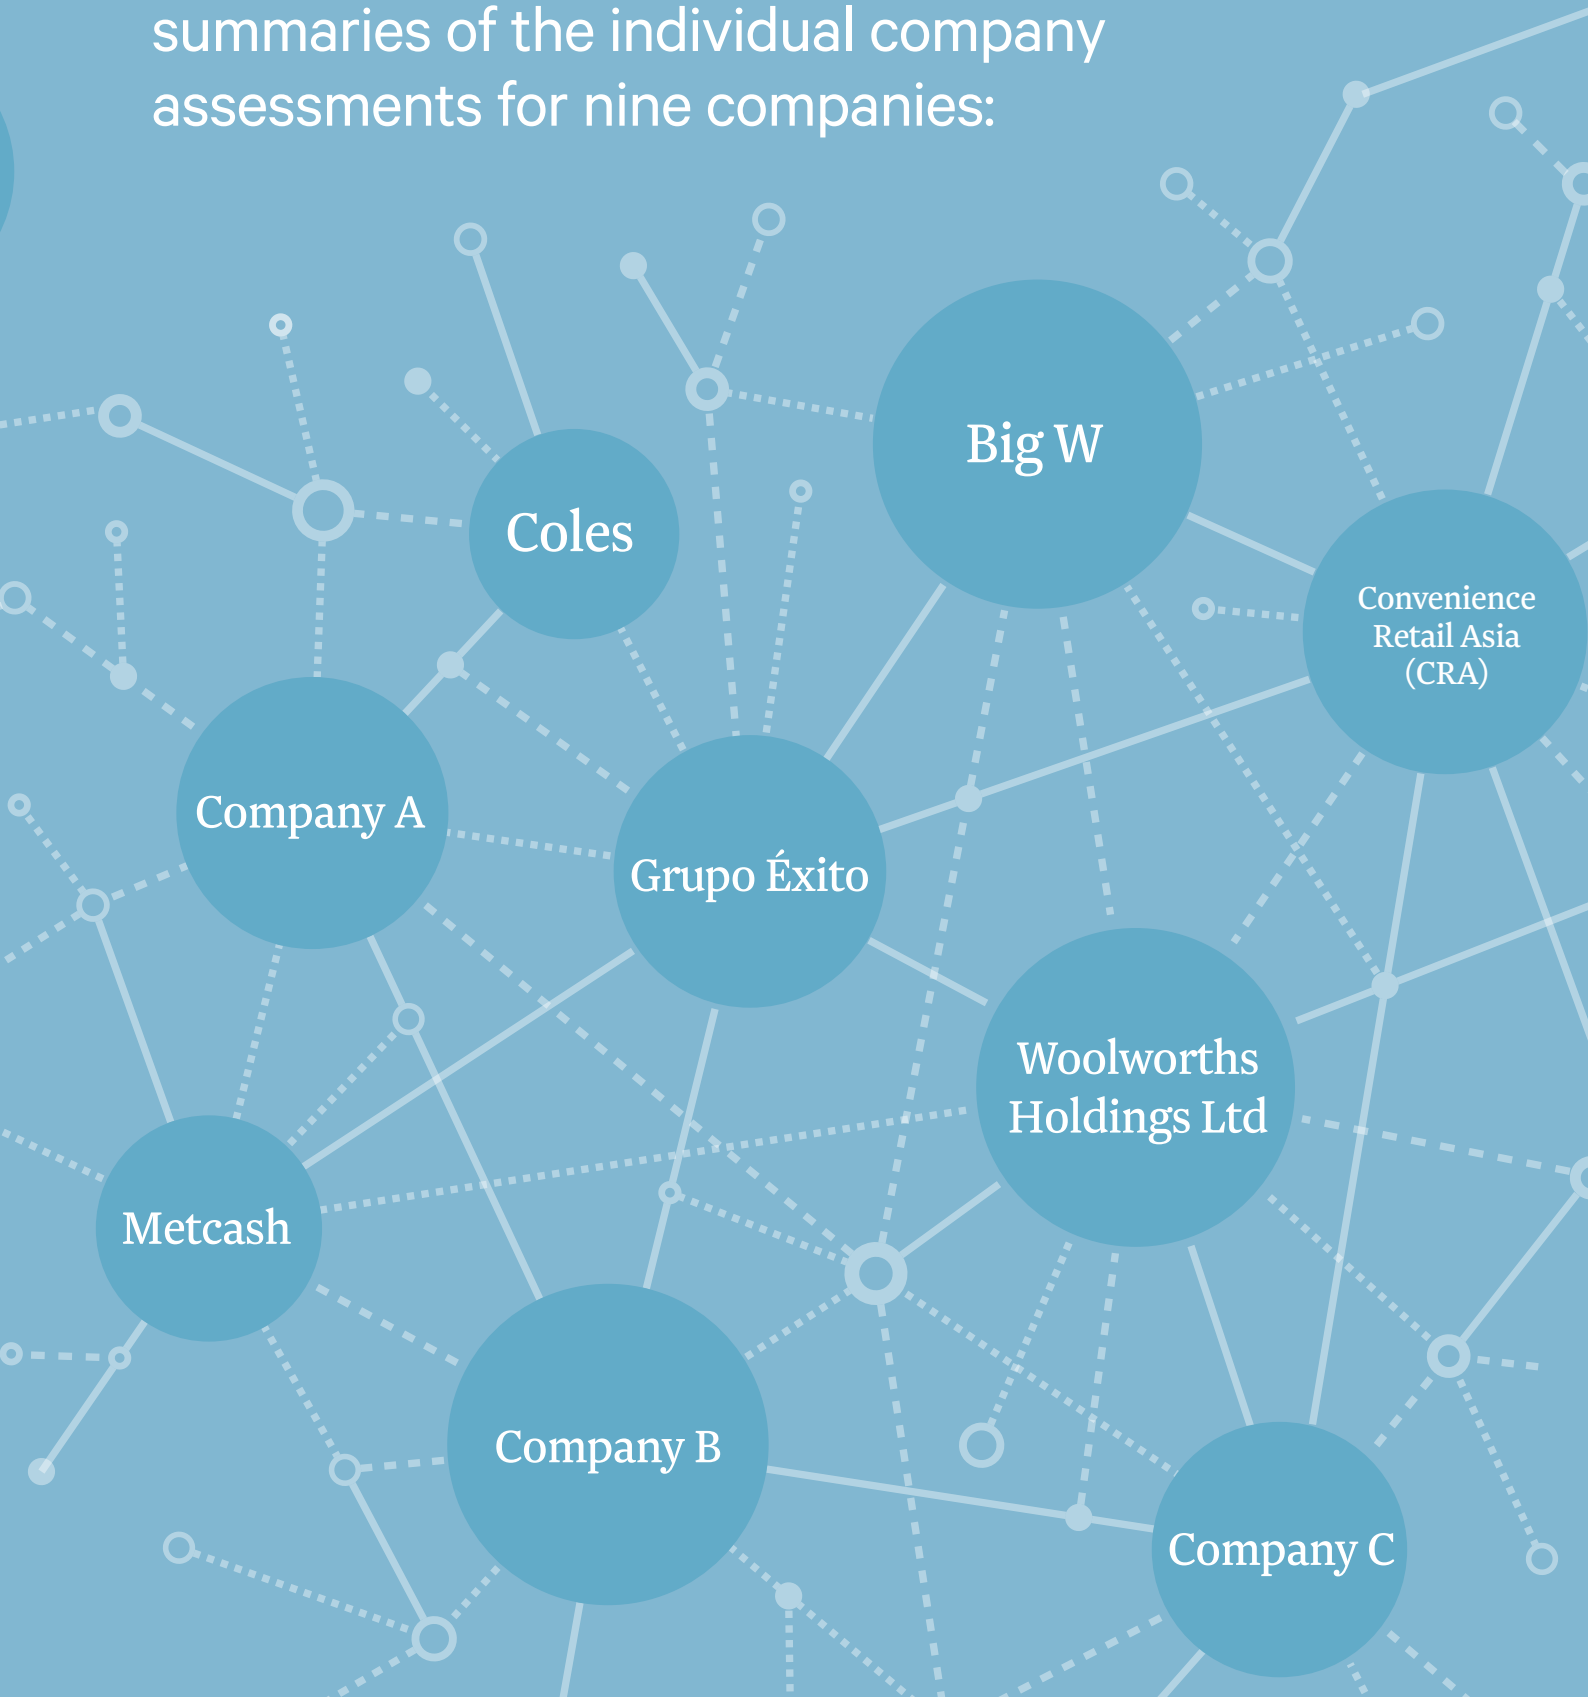 summaries of the individual company
assessments for nine companies:
Big W
Coles
Convenience
Retail Asia
(CRA)
Company A
Grupo Éxito
Woolworths
Holdings Ltd
Metcash
Company B
Company C